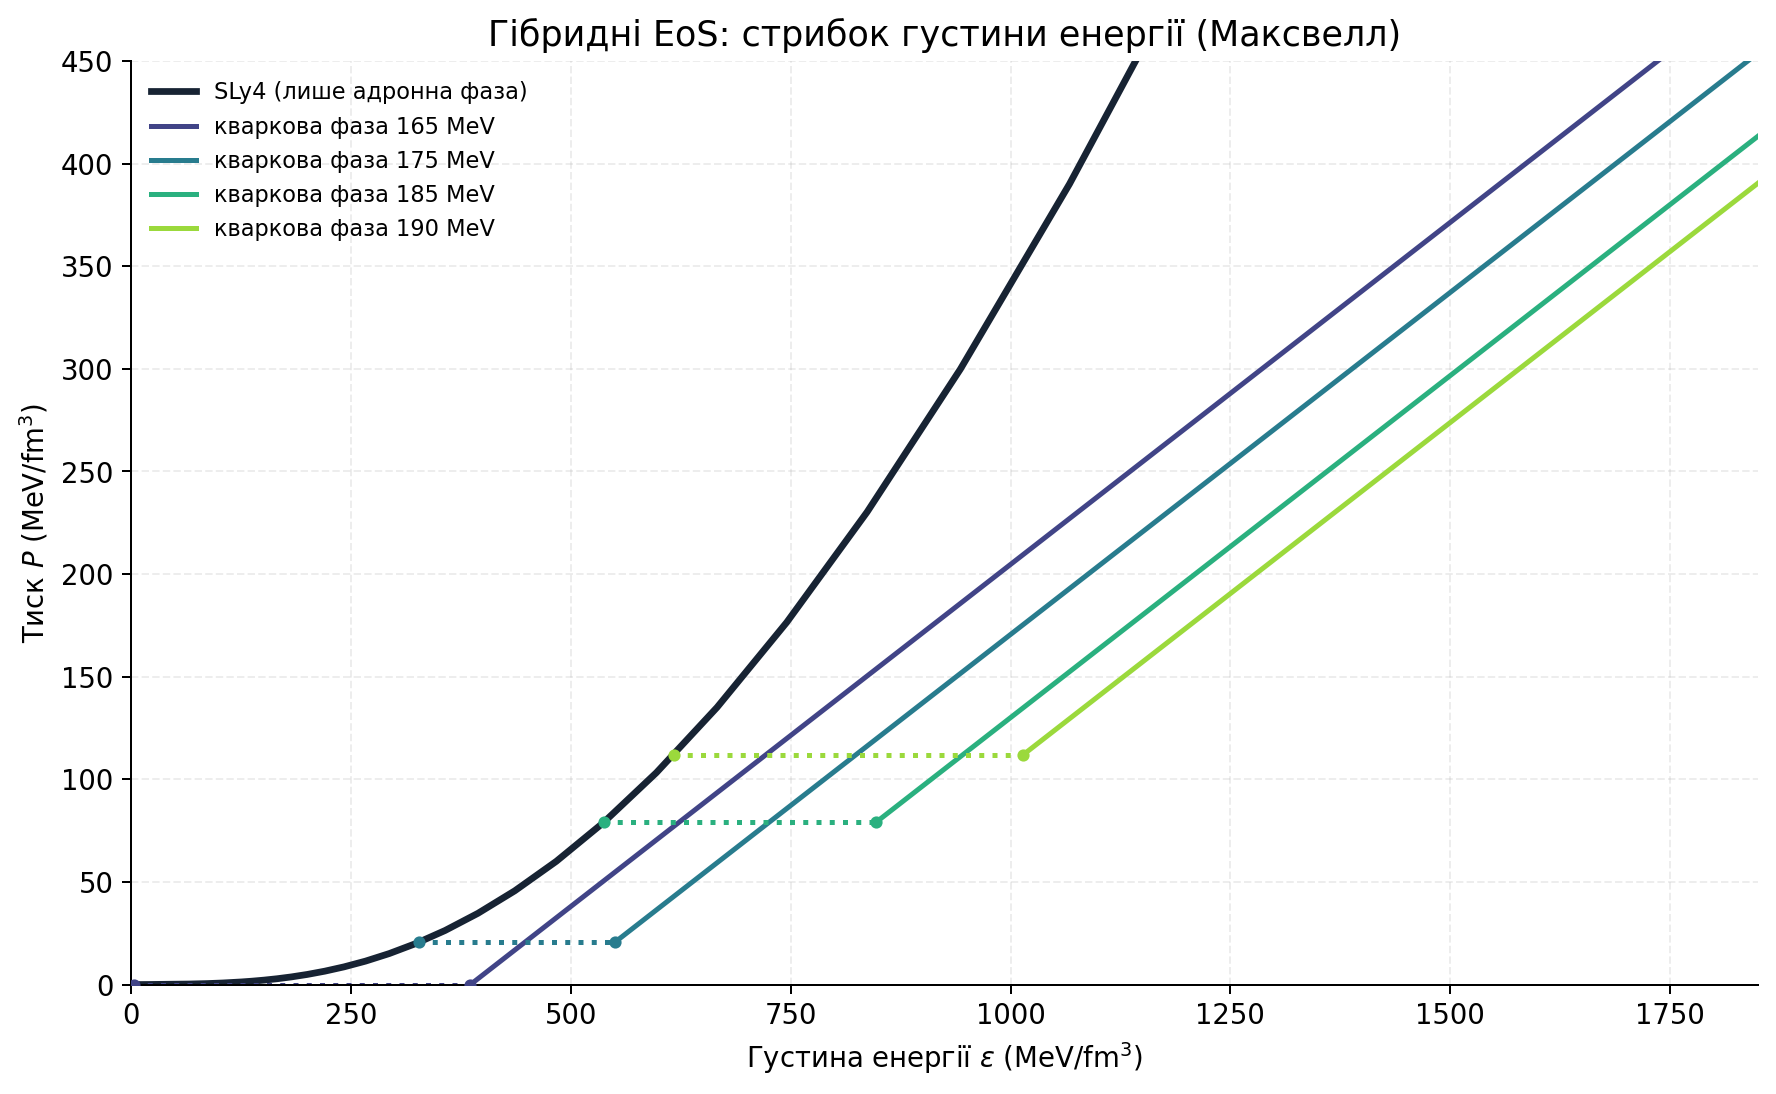 Гібридні EoS: стрибок густини енергії (Максвелл)
SLy4 (лише адронна фаза)
кваркова фаза 165 MeV
кваркова фаза 175 MeV
кваркова фаза 185 MeV
кваркова фаза 190 MeV
Тиск P (MeV/fm³)
450
400
350
300
250
200
150
100
50
0
0 250 500 750 1000 1250 1500 1750
Густина енергії ε (MeV/fm³)